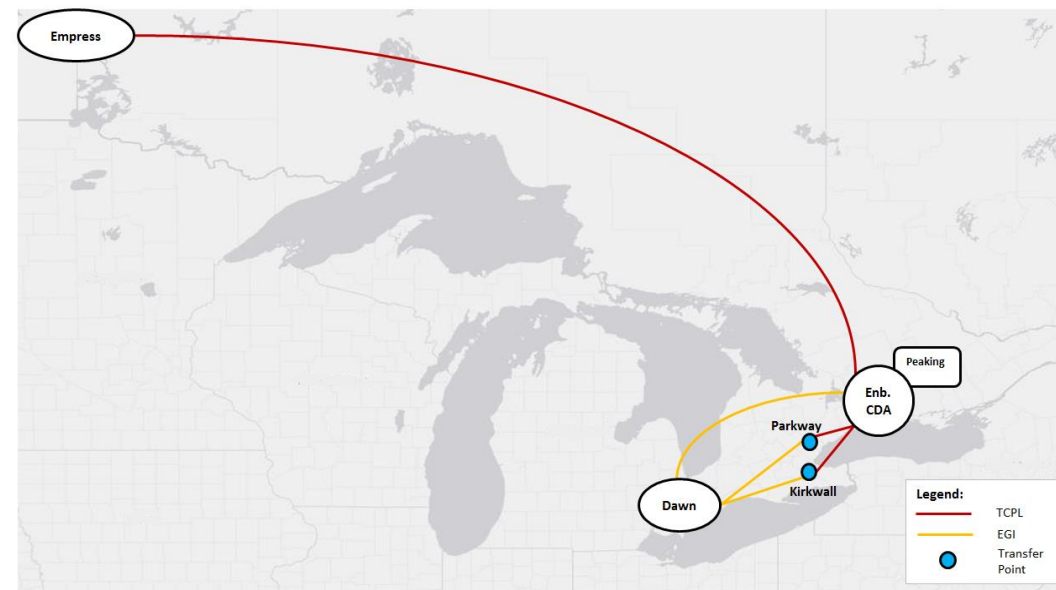 Empress
Peaking
Enb.
CDA
Parkway
Kirkwall
Dawn
Legend:
TCPL
EGI
Transfer
Point